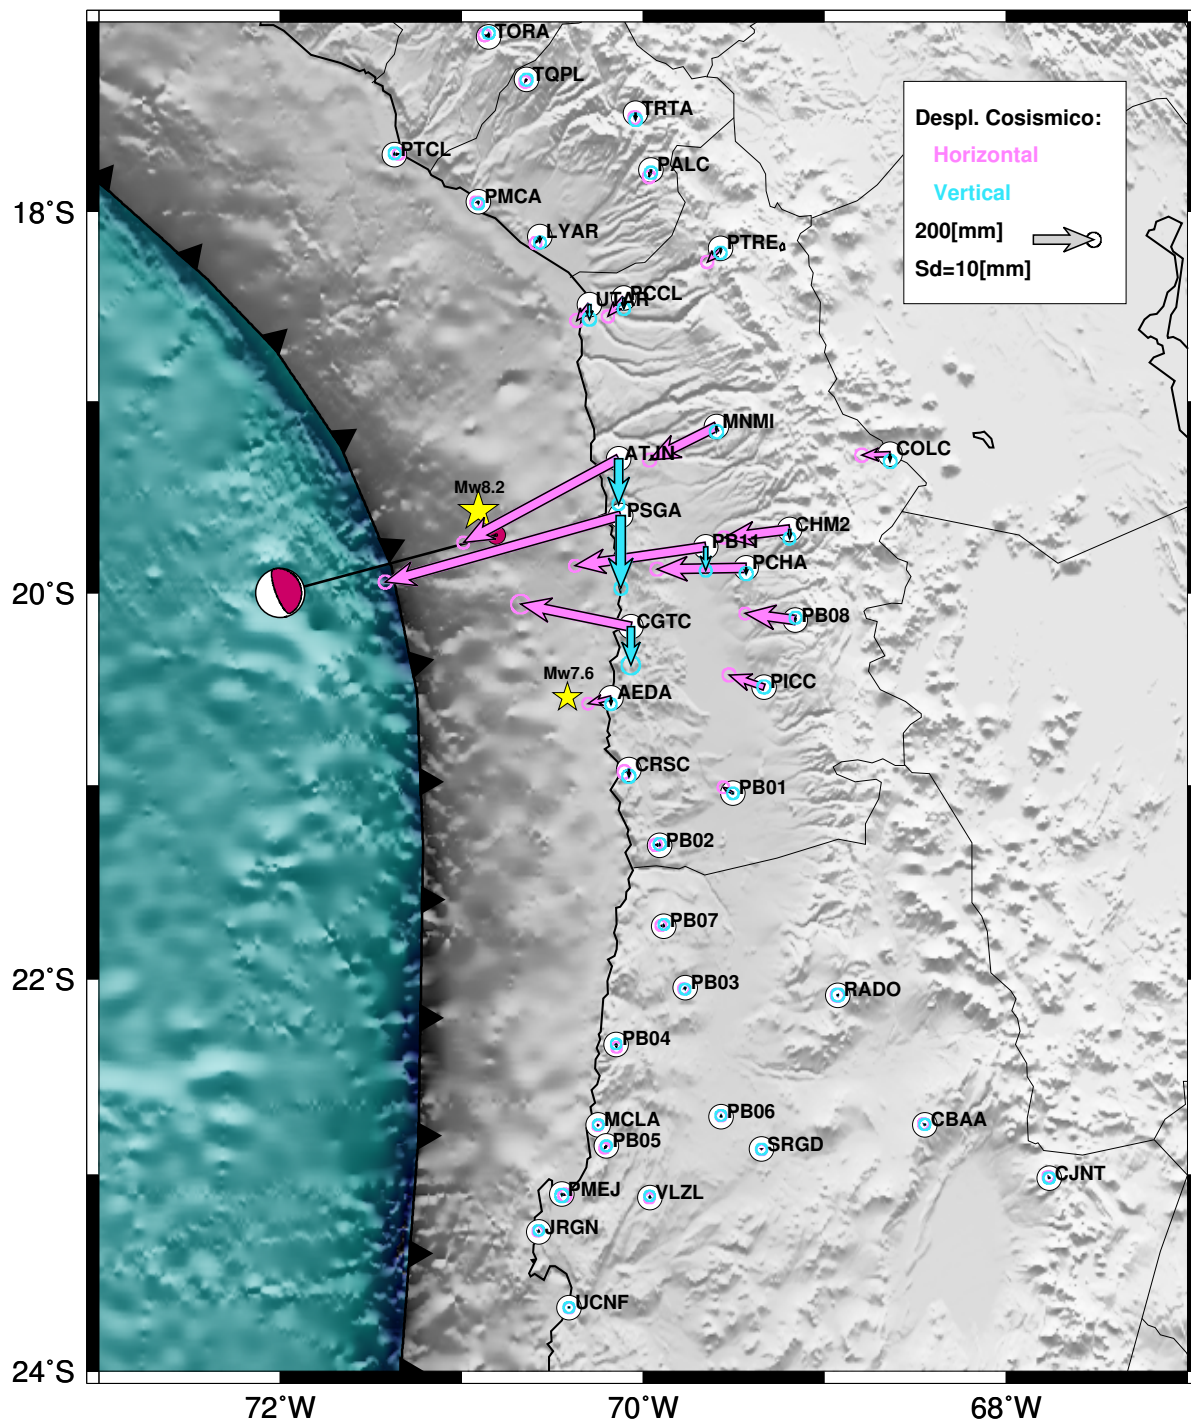 TORA
TQPL
TRTA
Despl. Cosismico:
Horizontal
Vertical
200[mm]
Sd=10[mm]
PTCL
PALC
PMCA
18°S
LYAR
PTRE
PCCL
UTAR
MNMI
ATJN
COLC
Mw8.2
PSGA
CHM2
PB11
PCHA
20°S
CGTC
PB08
Mw7.6
AEDA
PICC
CRSC
PB01
PB02
PB07
22°S
PB03
RADO
PB04
MCLA
PB06
CBAA
PB05
SRGD
CJNT
PMEJ
VLZL
JRGN
UCNF
24°S
72°W
70°W
68°W